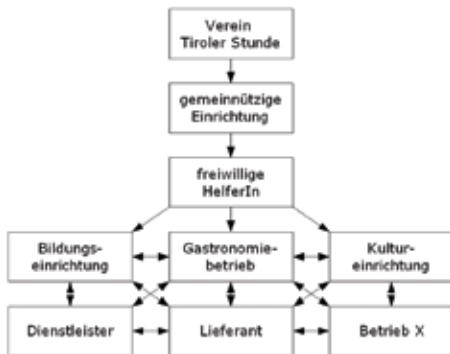 Verein
Tiroler Stunde
gemeinnützige
Einrichtung
freiwillige
HelferIn
Bildungs-
einrichtung
Gastronomie-
betrieb
Kultur-
einrichtung
Dienstleister
Lieferant
Betrieb X